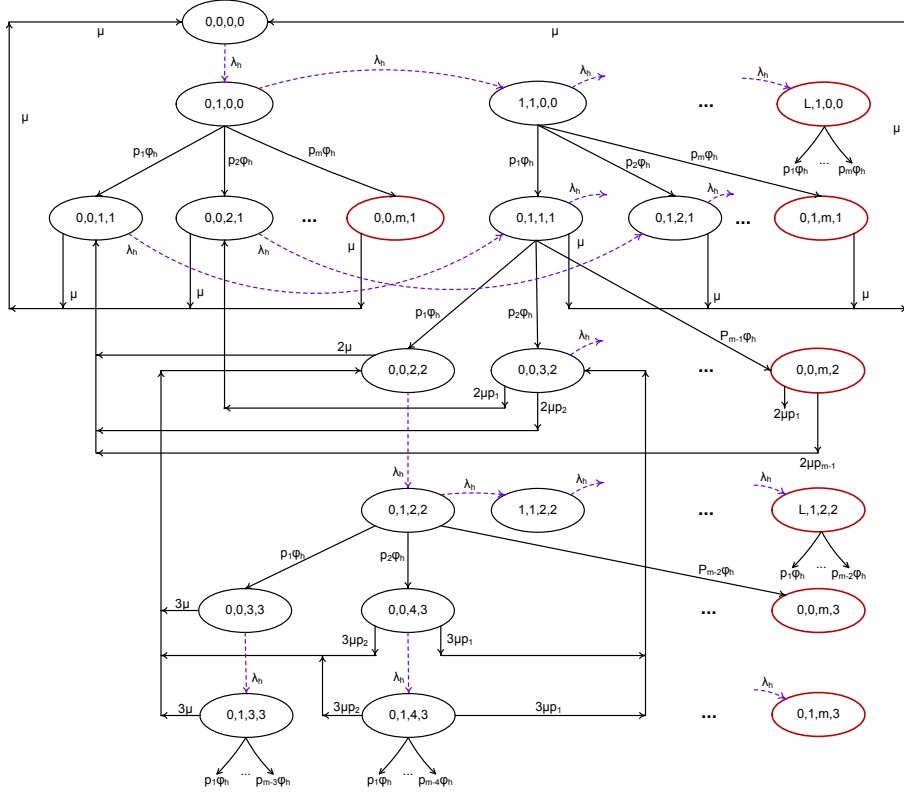 0,0,0,0
μ
μ
λh
λh
λh
λh
0,1,0,0
1,1,0,0
...
L,1,0,0
μ
μ
p1φh
p2φh
pmφh
p1φh
p2φh
pmφh
p1φh
...
pmφh
λh
λh
0,0,1,1
0,0,2,1
...
0,0,m,1
0,1,1,1
0,1,2,1
...
0,1,m,1
λh
λh
μ
μ
μ
μ
μ
μ
p1φh
p2φh
Pm-1φh
2μ
λh
0,0,2,2
0,0,3,2
...
0,0,m,2
2μp1
2μp2
2μp1
2μpm-1
λh
λh
λh
λh
0,1,2,2
1,1,2,2
...
L,1,2,2
p1φh
p2φh
Pm-2φh
p1φh
...
pm-2φh
3μ
0,0,3,3
0,0,4,3
...
0,0,m,3
3μp2
3μp1
λh
λh
λh
3μ
0,1,3,3
3μp2
0,1,4,3
3μp1
...
0,1,m,3
p1φh
...
pm-3φh
p1φh
...
pm-4φh